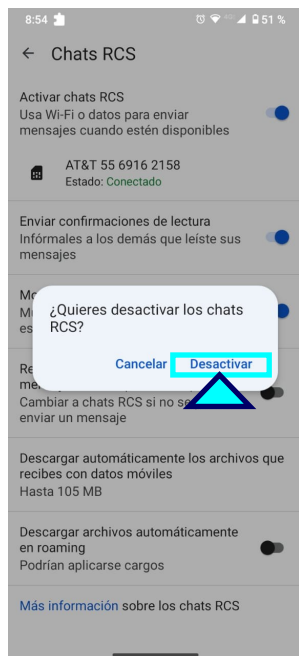 8:54
51 %
Chats RCS
Activar chats RCS
Usa Wi-Fi o datos para enviar
mensajes cuando estén disponibles
AT&T 55 6916 2158
Estado: Conectado
Enviar confirmaciones de lectura
Infórmales a los demás que leíste sus
mensajes
¿Quieres desactivar los chats
RCS?
Cancelar Desactivar
Cambiar a chats RCS si no se
enviar un mensaje
Descargar automáticamente los archivos que
recibes con datos móviles
Hasta 105 MB
Descargar archivos automáticamente
en roaming
Podrían aplicarse cargos
Más información sobre los chats RCS